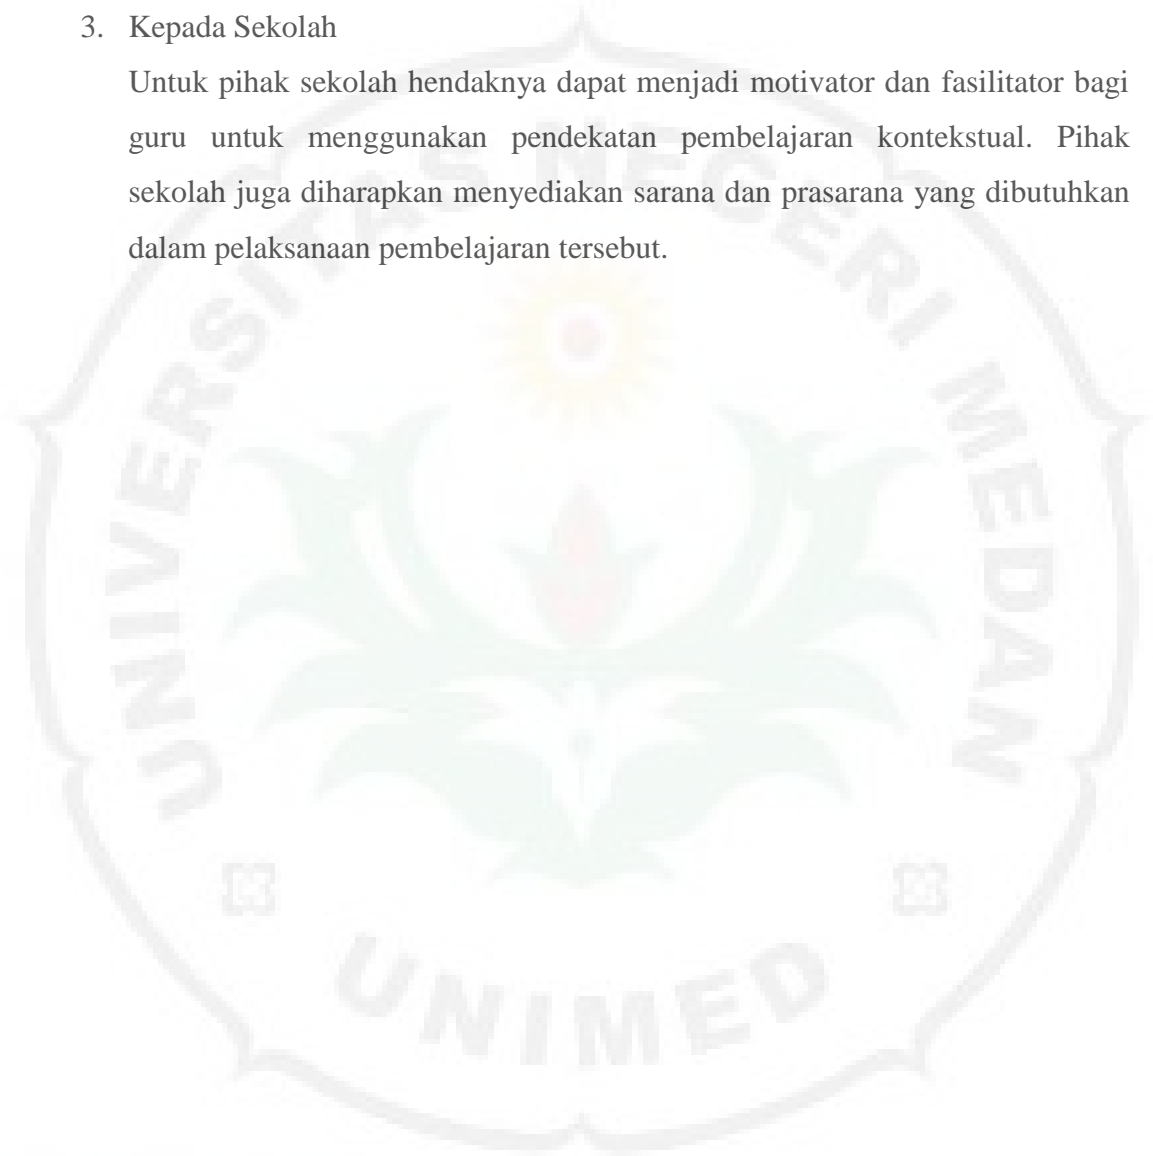 3. Kepada Sekolah
Untuk pihak sekolah hendaknya dapat menjadi motivator dan fasilitator bagi
guru untuk menggunakan pendekatan pembelajaran kontekstual. Pihak
sekolah juga diharapkan menyediakan sarana dan prasarana yang dibutuhkan
dalam pelaksanaan pembelajaran tersebut.
UNIVERSITAS NEGERI MEDAN
UNIMED